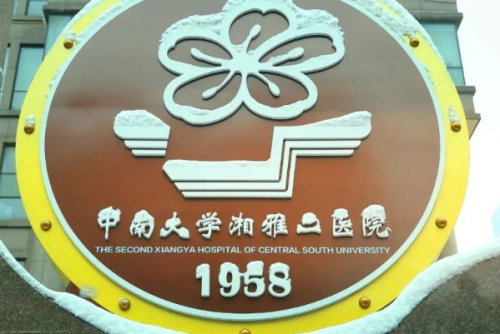 中南大学湘雅二医院
THE SECOND XIANGYA HOSPITAL OF CENTRAL SOUTH UNIVERSITY
1958